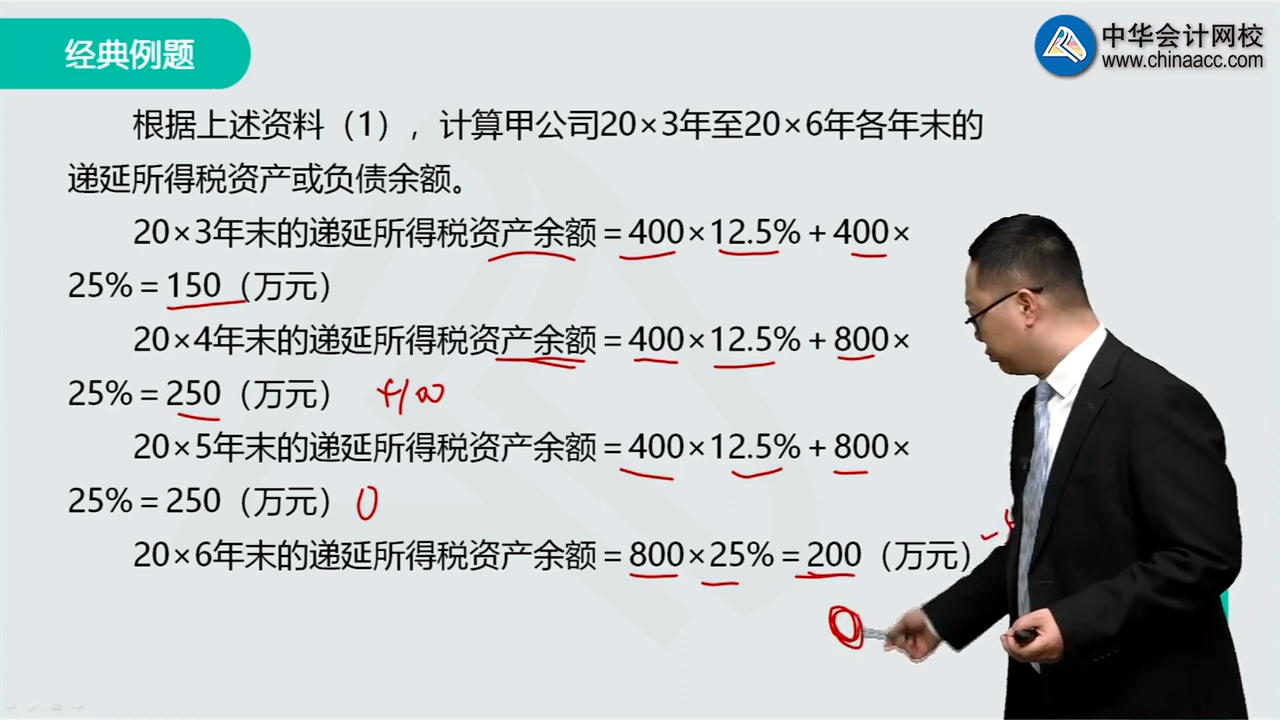 经典例题
中华会计网校
www.chinaacc.com
根据上述资料（1），计算甲公司20×3年至20×6年各年末的
递延所得税资产或负债余额。
20×3年末的递延所得税资产余额＝400×12.5%＋400×
25%＝150（万元）
20×4年末的递延所得税资产余额＝400×12.5%＋800×
25%＝250（万元） +100
20×5年末的递延所得税资产余额＝400×12.5%＋800×
25%＝250（万元） 0
20×6年末的递延所得税资产余额＝800×25%＝200（万元）
0